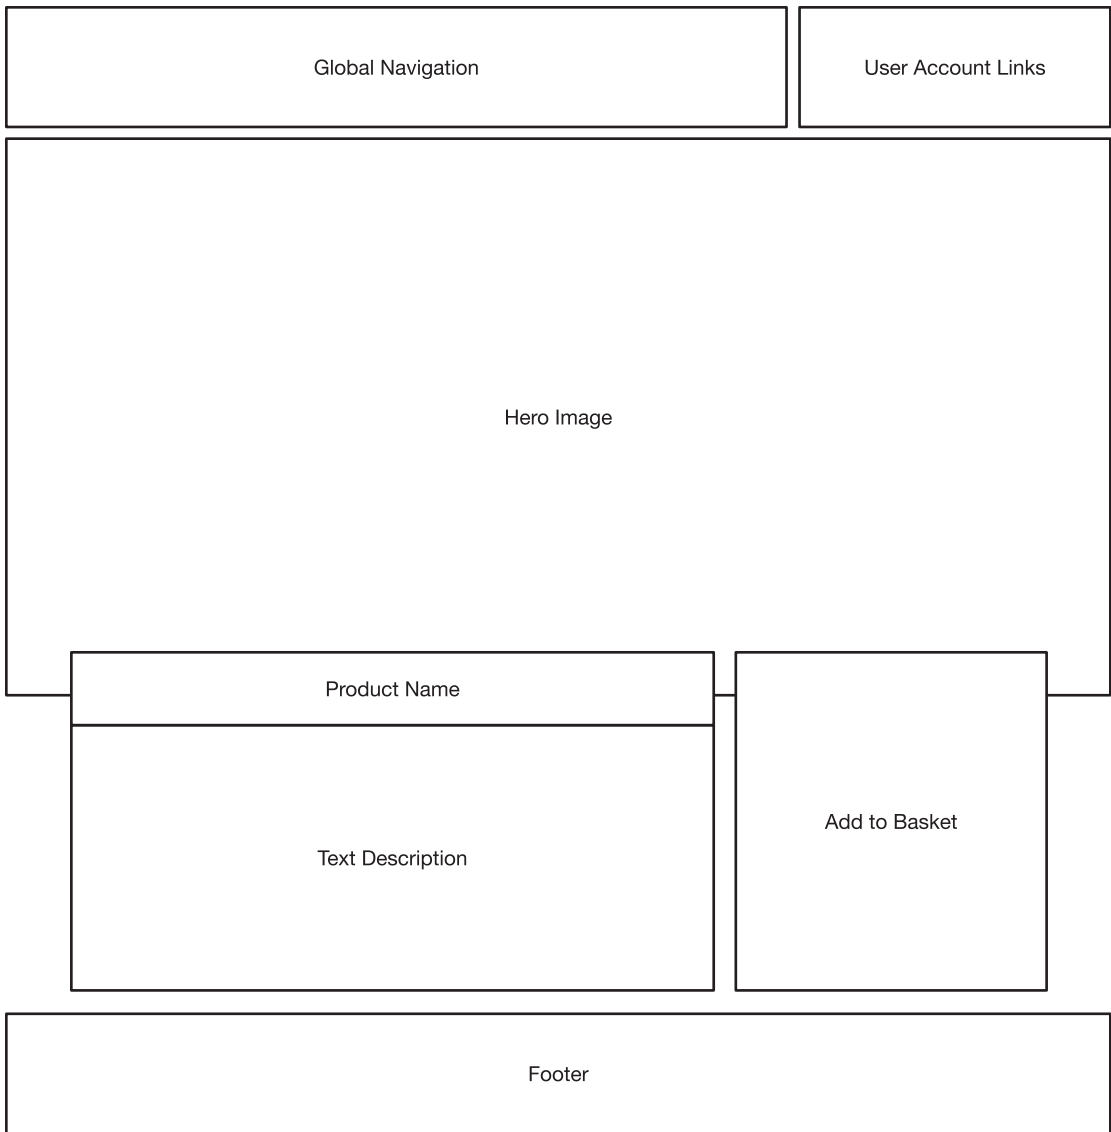 Global Navigation
User Account Links
Hero Image
Product Name
Text Description
Add to Basket
Footer